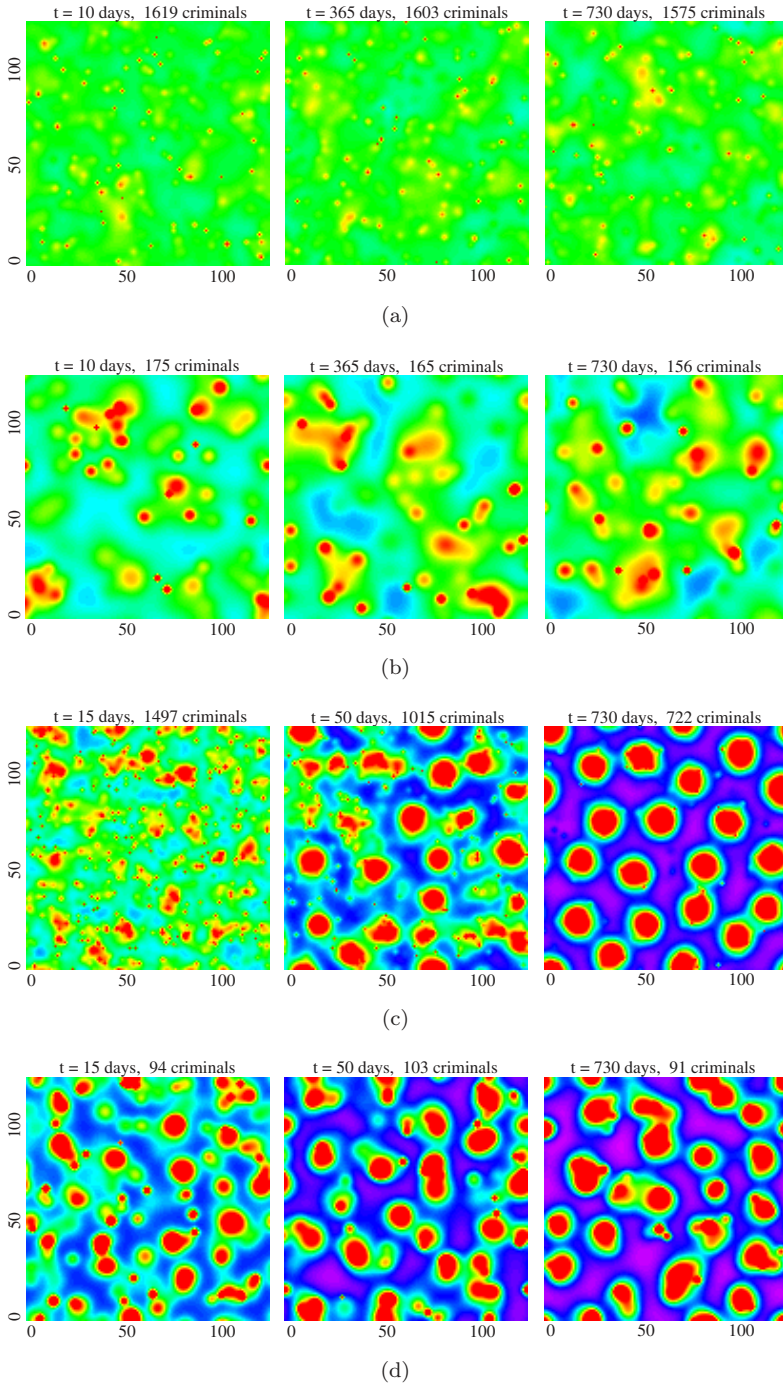 t = 10 days, 1619 criminals
t = 365 days, 1603 criminals
t = 730 days, 1575 criminals
100
50
0
0 100 0 50 100 0 50 100
(a)
t = 10 days, 175 criminals
t = 365 days, 165 criminals
t = 730 days, 156 criminals
100
50
0
0 50 100 0 50 100 0 50 100
(b)
t = 15 days, 1497 criminals
t = 50 days, 1015 criminals
t = 730 days, 722 criminals
100
50
0
0 50 100 0 50 100 0 50 100
(c)
t = 15 days, 94 criminals
t = 50 days, 103 criminals
t = 730 days, 91 criminals
100
50
0
0 50 100 0 50 100 0 50 100
(d)